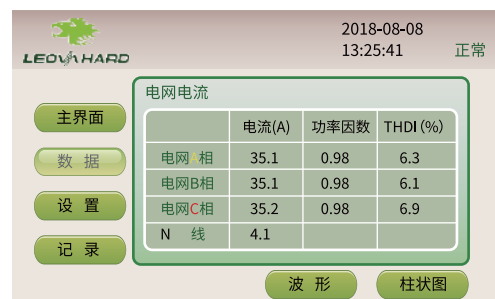 LEOVHARD
2018-08-08
13:25:41 正常
主界面
数 据
设 置
记 录
电网电流
电流(A) 功率因数 THDI(%)
电网A相 35.1 0.98 6.3
电网B相 35.1 0.98 6.1
电网C相 35.2 0.98 6.9
N 线 4.1
波 形 柱状图